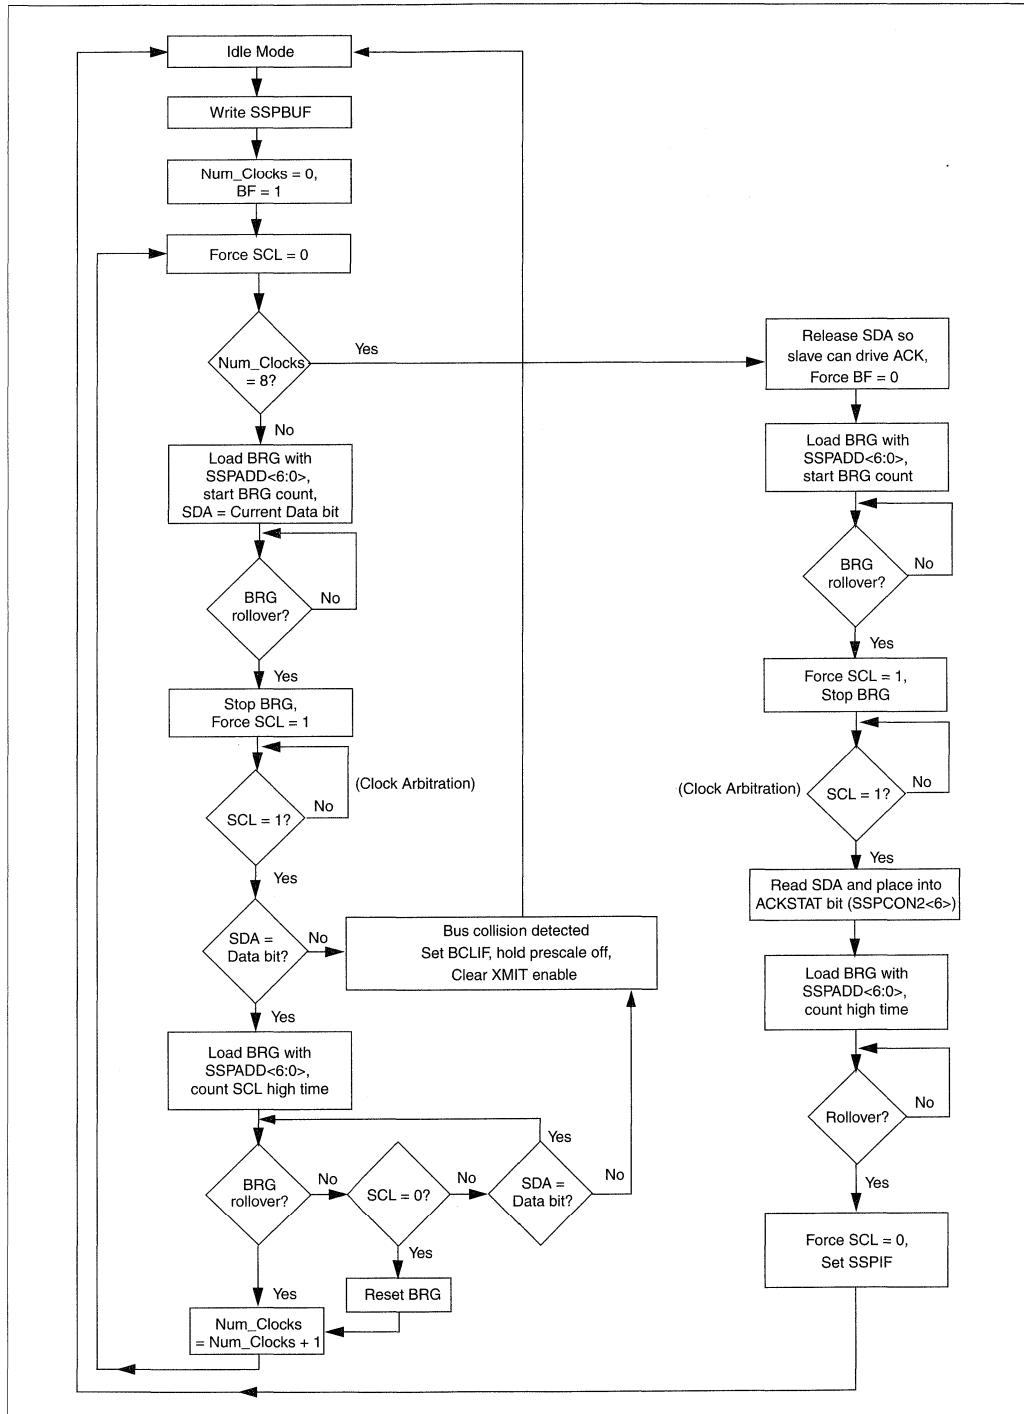 Idle Mode
Write SSPBUF
Num_Clocks = 0,
BF = 1
Force SCL = 0
Num_Clocks
= 8?
Yes
No
Load BRG with
SSPADD<6:0>,
start BRG count,
SDA = Current Data bit
BRG
rollover?
No
Yes
Stop BRG,
Force SCL = 1
SCL = 1?
No
(Clock Arbitration)
Yes
SDA =
Data bit?
No
Bus collision detected
Set BCLIF, hold prescale off,
Clear XMIT enable
Yes
Load BRG with
SSPADD<6:0>,
count SCL high time
BRG
rollover?
No
SCL = 0?
No
SDA =
Data bit?
Yes
No
Yes
Reset BRG
Yes
Num_Clocks
= Num_Clocks + 1
Release SDA so
slave can drive ACK,
Force BF = 0
Load BRG with
SSPADD<6:0>,
start BRG count
BRG
rollover?
No
Yes
Force SCL = 1,
Stop BRG
(Clock Arbitration)
SCL = 1?
No
Yes
Read SDA and place into
ACKSTAT bit (SSPCON2<6>)
Load BRG with
SSPADD<6:0>,
count high time
Rollover?
No
Yes
Force SCL = 0,
Set SSPIF